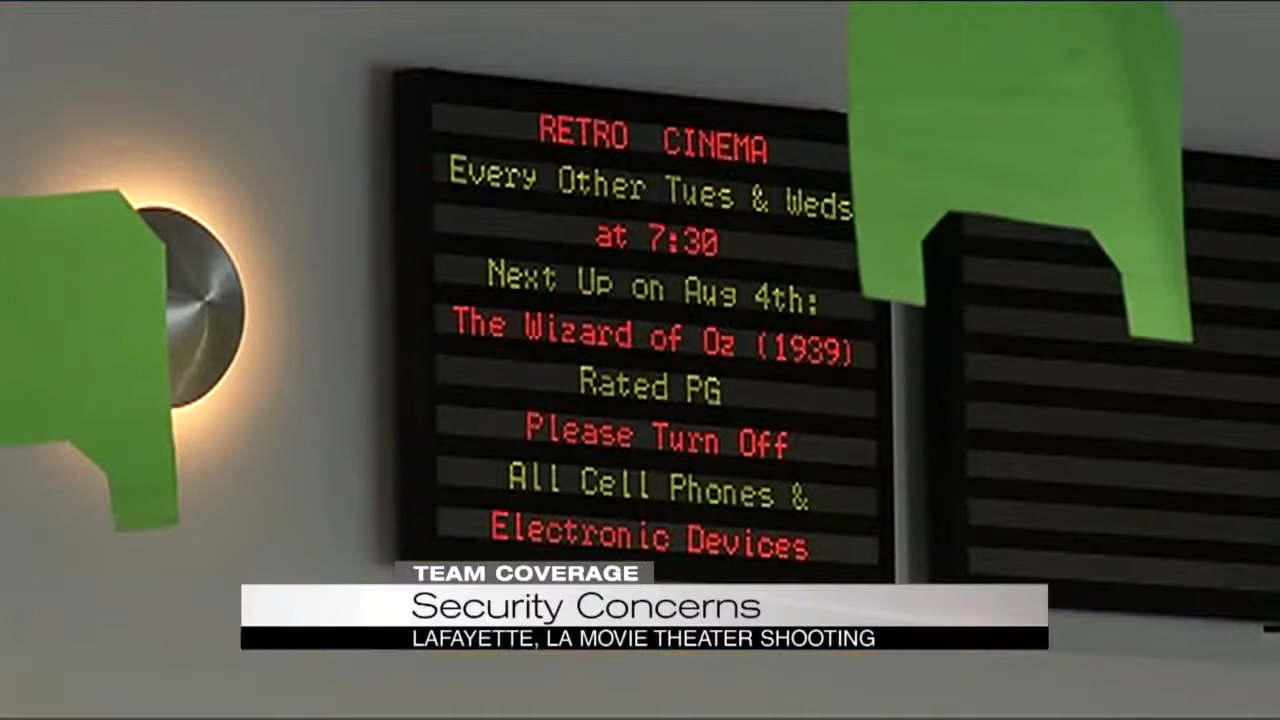 RETRO CINEMA
Every Other Tues & Weds
at 7:30
Next Up on Aug 4th:
The Wizard of Oz (1939)
Rated PG
Please Turn Off
All Cell Phones &
Electronic Devices
TEAM COVERAGE
Security Concerns
LAFAYETTE, LA MOVIE THEATER SHOOTING